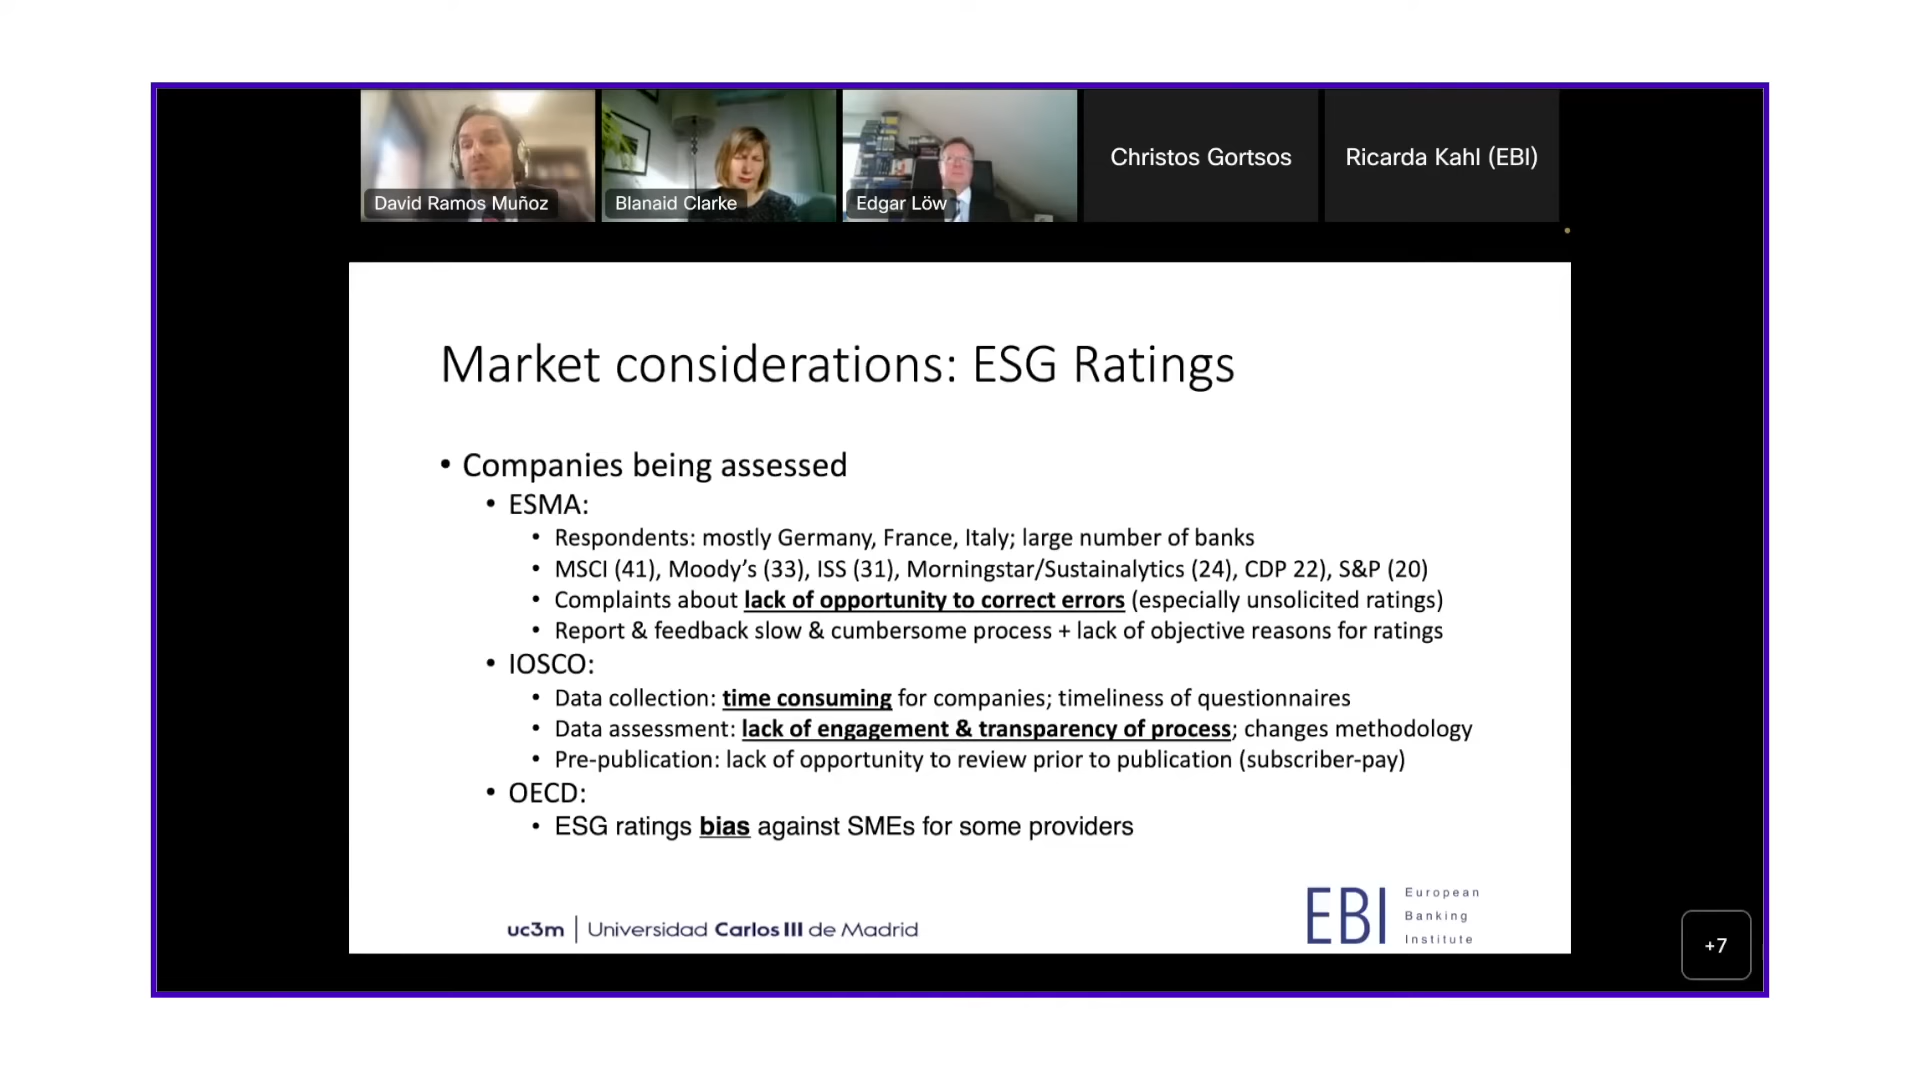 David Ramos Muñoz
Blanaid Clarke
Edgar Löw
Christos Gortsos
Ricarda Kahl (EBI)
Market considerations: ESG Ratings
• Companies being assessed
• ESMA:
• Respondents: mostly Germany, France, Italy; large number of banks
• MSCI (41), Moody’s (33), ISS (31), Morningstar/Sustainalytics (24), CDP 22), S&P (20)
• Complaints about lack of opportunity to correct errors (especially unsolicited ratings)
• Report & feedback slow & cumbersome process + lack of objective reasons for ratings
• IOSCO:
• Data collection: time consuming for companies; timeliness of questionnaires
• Data assessment: lack of engagement & transparency of process; changes methodology
• Pre-publication: lack of opportunity to review prior to publication (subscriber-pay)
• OECD:
• ESG ratings bias against SMEs for some providers
uc3m | Universidad Carlos III de Madrid
EBI
European
Banking
Institute
+7